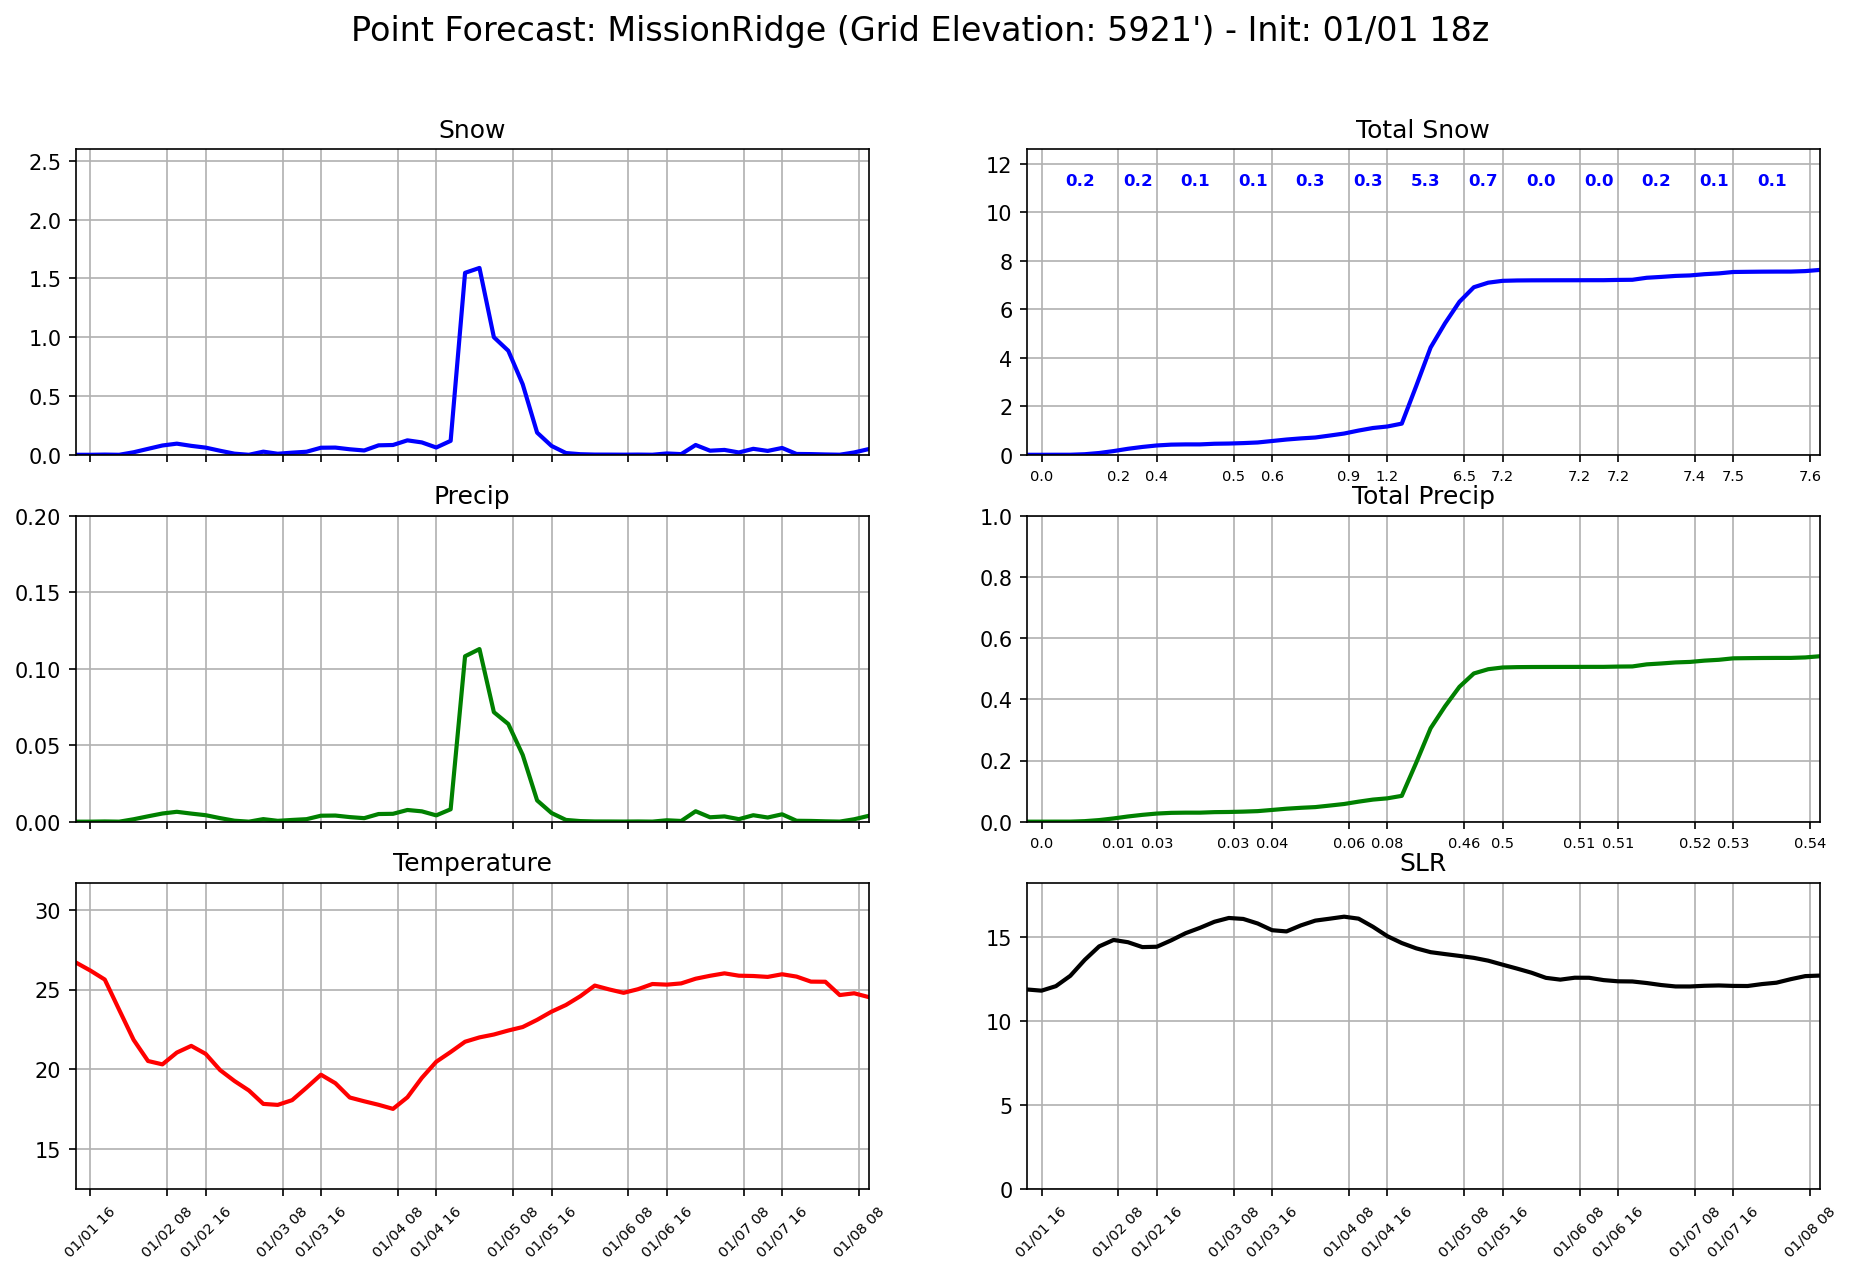 Point Forecast: MissionRidge (Grid Elevation: 5921') - Init: 01/01 18z
Snow
2.5
2.0
1.5
1.0
0.5
0.0
Total Snow
12
10
8
6
4
2
0
0.2 0.2 0.1 0.1 0.3 0.3 5.3 0.7 0.0 0.0 0.2 0.1 0.1
0.0 0.2 0.4 0.5 0.6 0.9 1.2 6.5 7.2 7.2 7.2 7.4 7.5 7.6
Precip
0.20
0.15
0.10
0.05
0.00
Total Precip
1.0
0.8
0.6
0.4
0.2
0.0
0.0 0.01 0.03 0.03 0.04 0.06 0.08 0.46 0.5 0.51 0.51 0.52 0.53 0.54
Temperature
30
25
20
15
01/01 16 01/02 08 01/02 16 01/03 08 01/03 16 01/04 08 01/04 16 01/05 08 01/05 16 01/06 08 01/06 16 01/07 08 01/07 16 01/08 08
SLR
15
10
5
0
01/01 16 01/02 08 01/02 16 01/03 08 01/03 16 01/04 08 01/04 16 01/05 08 01/05 16 01/06 08 01/06 16 01/07 08 01/07 16 01/08 08